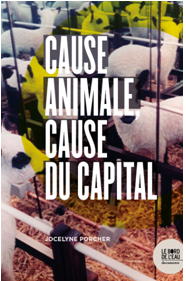 CAUSE
ANIMALE,
CAUSE
DU CAPITAL
JOCELYNE PORCHER
LE BORD
DE L'EAU